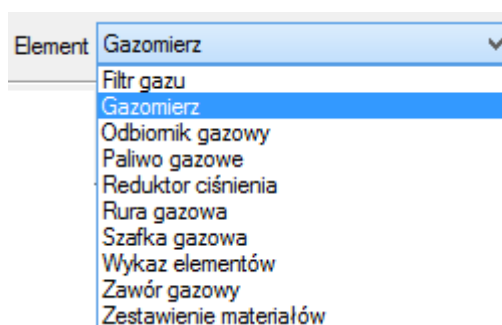 Element Gazomierz
Filtr gazu
Gazomierz
Odbiornik gazowy
Paliwo gazowe
Reduktor ciśnienia
Rura gazowa
Szafka gazowa
Wykaz elementów
Zawór gazowy
Zestawienie materiałów